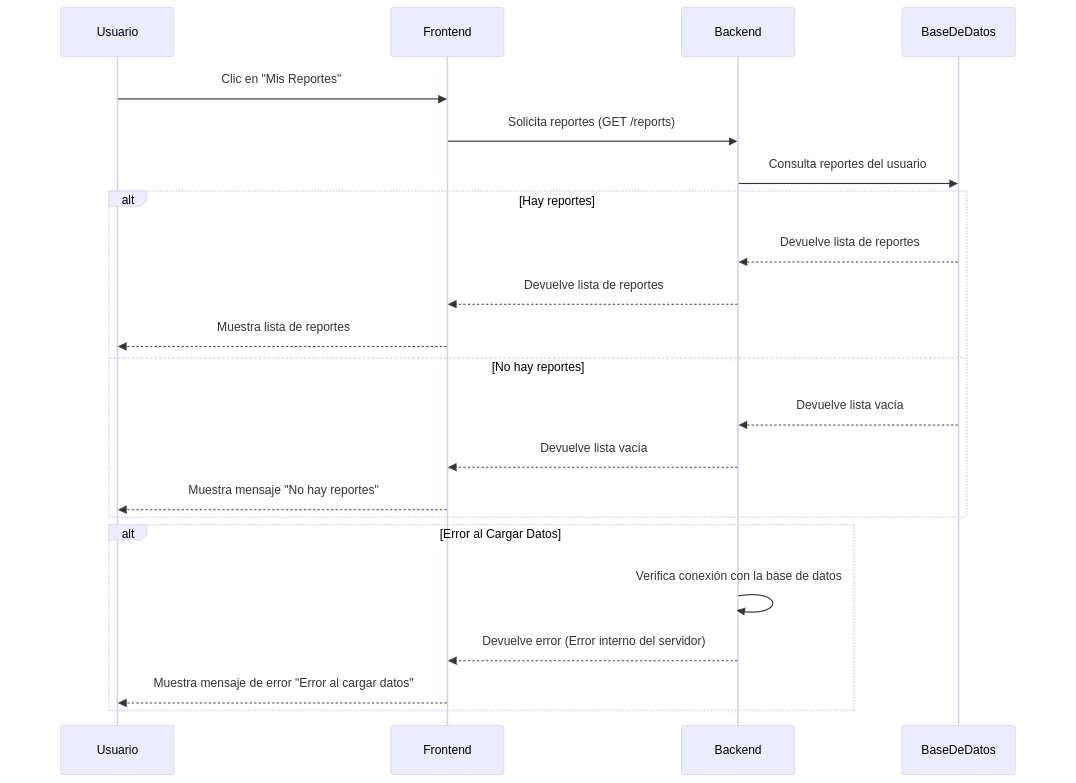 Usuario
Frontend
Backend
BaseDeDatos
Clic en "Mis Reportes"
Solicita reportes (GET /reports)
Consulta reportes del usuario
alt
[Hay reportes]
Devuelve lista de reportes
Devuelve lista de reportes
Muestra lista de reportes
[No hay reportes]
Devuelve lista vacía
Devuelve lista vacía
Muestra mensaje "No hay reportes"
alt
[Error al Cargar Datos]
Verifica conexión con la base de datos
Devuelve error (Error interno del servidor)
Muestra mensaje de error "Error al cargar datos"
Usuario
Frontend
Backend
BaseDeDatos